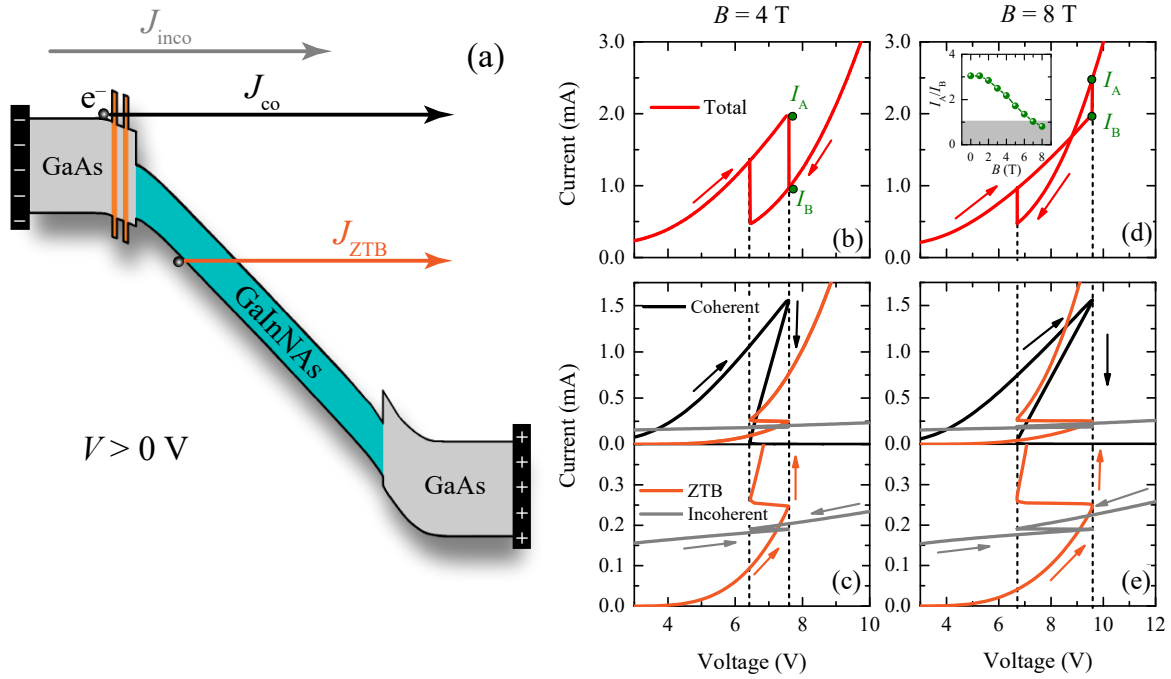 J_inco
(a)
e⁻
J_co
GaAs
J_ZTB
GaInNAs
V > 0 V
GaAs
− − − − − −
+ + + + + +
B = 4 T
B = 8 T
Current (mA)
3.0
2.0
1.0
0.0
Total
I_A
I_B
(b)
3.0
2.0
1.0
0.0
I_A/I_B
4
2
0
0 2 4 6 8
B (T)
I_A
I_B
(d)
Current (mA)
1.5
1.0
0.5
0.0
Coherent
0.3
0.2
0.1
0.0
ZTB
Incoherent
(c)
4 6 8 10
Voltage (V)
1.5
1.0
0.5
0.0
Coherent
0.3
0.2
0.1
0.0
ZTB
Incoherent
(e)
4 6 8 10 12
Voltage (V)